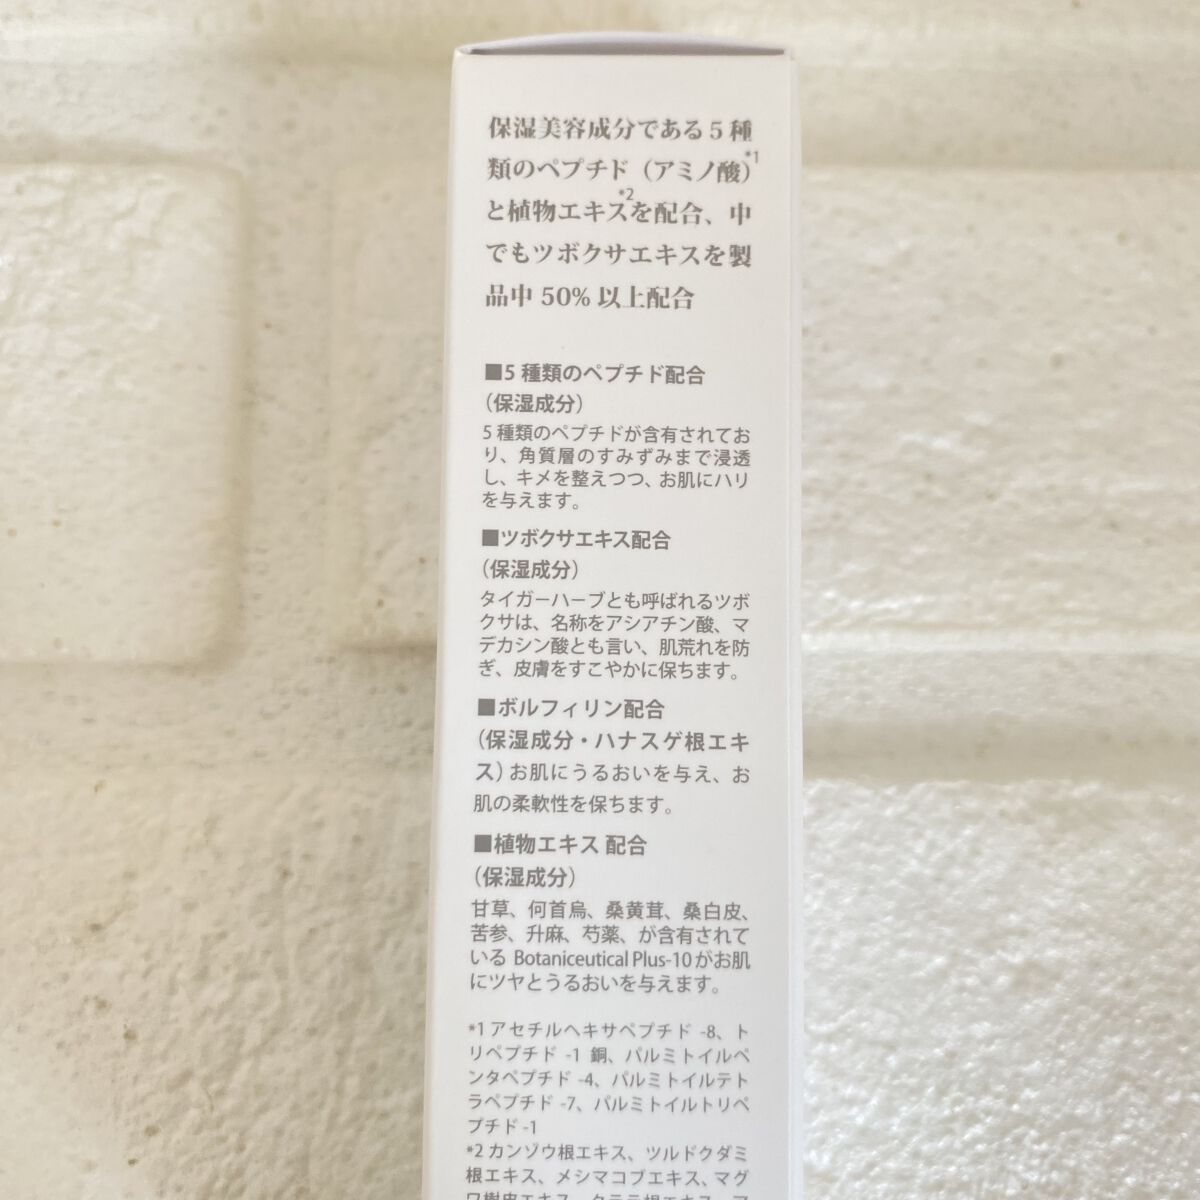 保湿美容成分である5種
類のペプチド（アミノ酸）*1
と植物エキス*2を配合、中
でもツボクサエキスを製
品中 50% 以上配合
■5 種類のペプチド配合
（保湿成分）
5 種類のペプチドが含有されてお
り、角質層のすみずみまで浸透
し、キメを整えつつ、お肌にハリ
を与えます。
■ツボクサエキス配合
（保湿成分）
タイガーハーブとも呼ばれるツボ
クサは、名称をアシアチン酸、マ
デカシン酸とも言い、肌荒れを防
ぎ、皮膚をすこやかに保ちます。
■ボルフィリン配合
（保湿成分・ハナスゲ根エキ
ス）お肌にうるおいを与え、お
肌の柔軟性を保ちます。
■植物エキス 配合
（保湿成分）
甘草、何首烏、桑黄茸、桑白皮、
苦参、升麻、芍薬、が含有されて
いる Botaniceutical Plus-10 がお肌
にツヤとうるおいを与えます。
*1 アセチルヘキサペプチド -8、ト
リペプチド -1 銅、パルミトイルペ
ンタペプチド -4、パルミトイルテト
ラペプチド -7、パルミトイルトリペ
プチド -1
*2 カンゾウ根エキス、ツルドクダミ
根エキス、メシマコブエキス、マグ
ワ樹皮エキス、クララ根エキス、